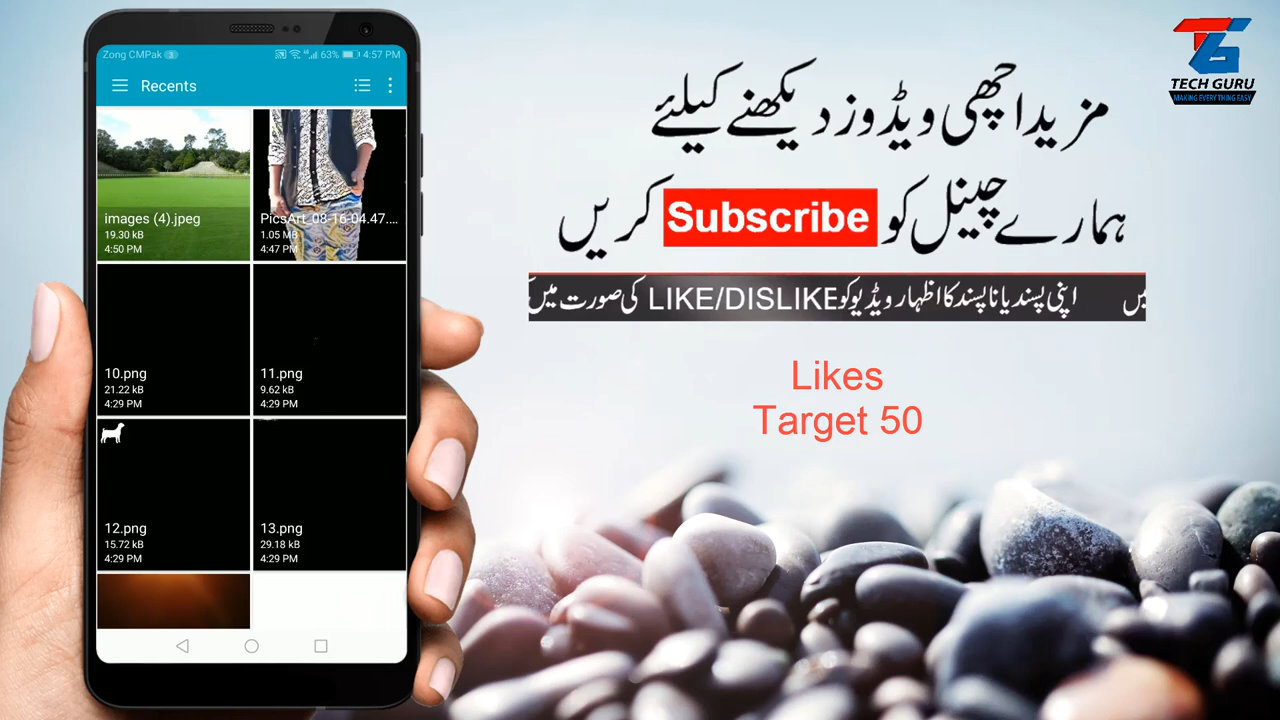 Zong CMPak
63% 4:57 PM
Recents
images (4).jpeg
19.30 kB
4:50 PM
PicsArt_08-16-04.47....
1.05 MB
4:47 PM
10.png
21.22 kB
4:29 PM
11.png
9.62 kB
4:29 PM
12.png
15.72 kB
4:29 PM
13.png
29.18 kB
4:29 PM
TECH GURU
MAKING EVERYTHING EASY
مزید اچھی ویڈوز دیکھنے کیلئے
ہمارے چینل کو Subscribe کریں
اپنی پسند یا ناپسند کا اظہار ویڈیو کو LIKE/DISLIKE کی صورت میں
Likes
Target 50